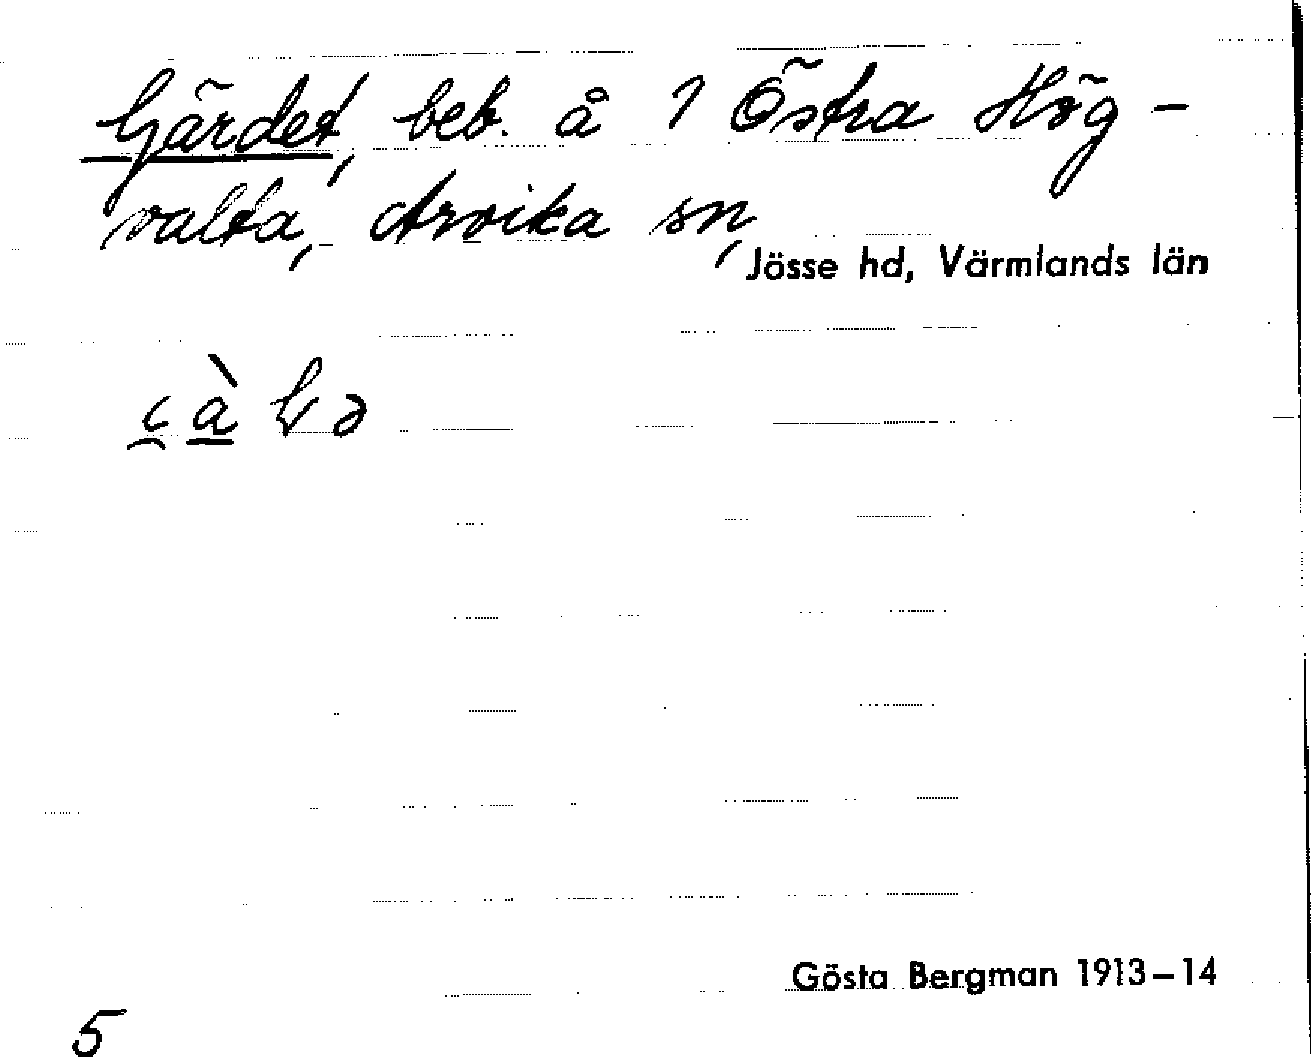 Gärdet, beb. å 1 Östra Hög-
valta, Arvika sn,
Jösse hd, Värmlands län
Gösta Bergman 1913–14
5